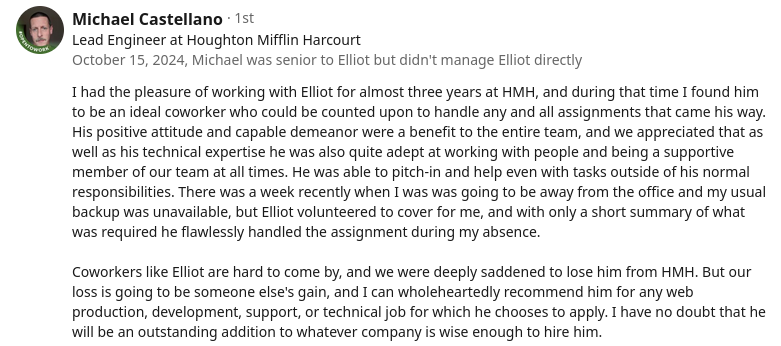 Michael Castellano · 1st
Lead Engineer at Houghton Mifflin Harcourt
October 15, 2024, Michael was senior to Elliot but didn't manage Elliot directly
I had the pleasure of working with Elliot for almost three years at HMH, and during that time I found him
to be an ideal coworker who could be counted upon to handle any and all assignments that came his way.
His positive attitude and capable demeanor were a benefit to the entire team, and we appreciated that as
well as his technical expertise he was also quite adept at working with people and being a supportive
member of our team at all times. He was able to pitch-in and help even with tasks outside of his normal
responsibilities. There was a week recently when I was was going to be away from the office and my usual
backup was unavailable, but Elliot volunteered to cover for me, and with only a short summary of what
was required he flawlessly handled the assignment during my absence.
Coworkers like Elliot are hard to come by, and we were deeply saddened to lose him from HMH. But our
loss is going to be someone else's gain, and I can wholeheartedly recommend him for any web
production, development, support, or technical job for which he chooses to apply. I have no doubt that he
will be an outstanding addition to whatever company is wise enough to hire him.
#OPENTOWORK